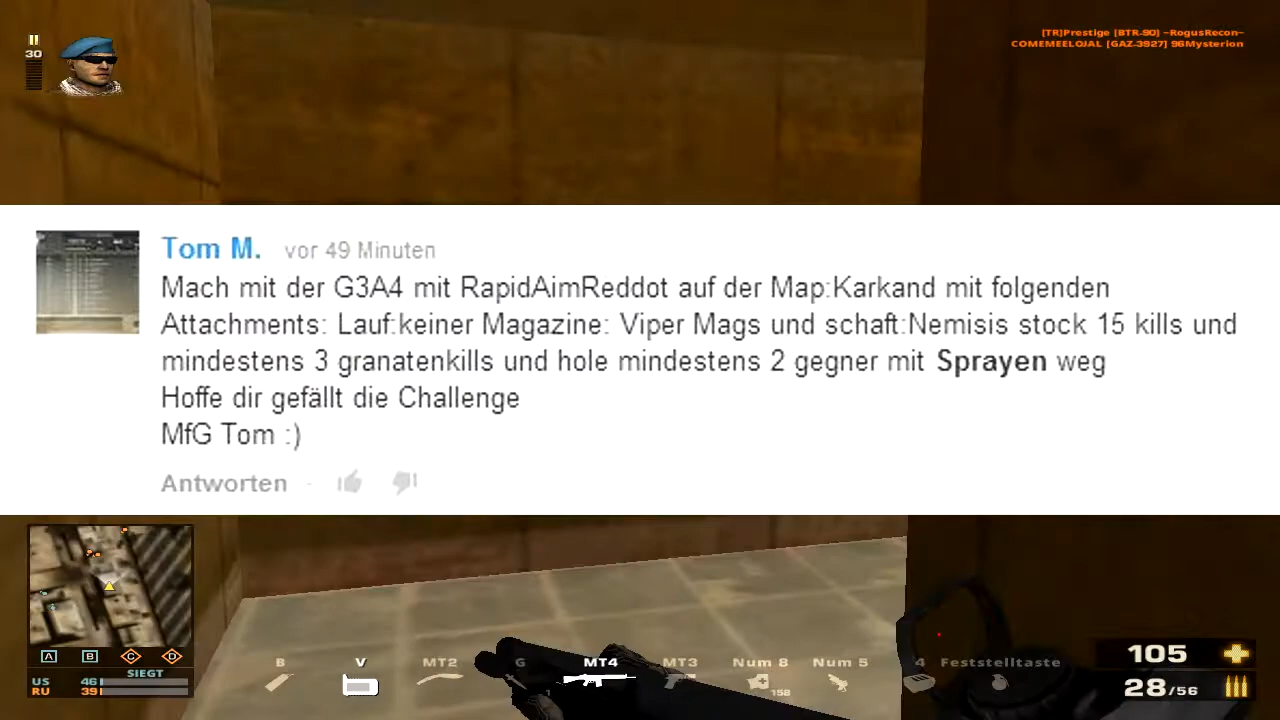 30
[TR]Prestige [BTR-90] ~RogusRecon~
COMEMEELOJAL [GAZ-3927] 96Mysterion
Tom M. vor 49 Minuten
Mach mit der G3A4 mit RapidAimReddot auf der Map:Karkand mit folgenden
Attachments: Lauf:keiner Magazine: Viper Mags und schaft:Nemisis stock 15 kills und
mindestens 3 granatenkills und hole mindestens 2 gegner mit Sprayen weg
Hoffe dir gefällt die Challenge
MfG Tom :)
Antworten
A B C D
SIEGT
US 46
RU 39
B V MT2 G MT4 MT3 Num 8 Num 5 4 Feststelltaste
158
105
28/56